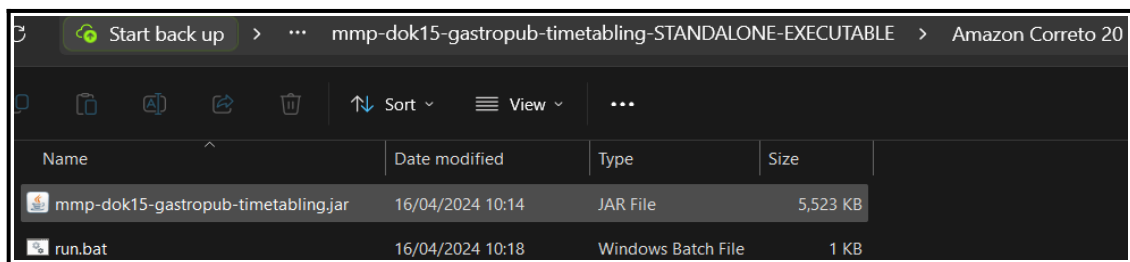 Start back up > ··· mmp-dok15-gastropub-timetabling-STANDALONE-EXECUTABLE > Amazon Correto 20
Sort View ···
Name Date modified Type Size
mmp-dok15-gastropub-timetabling.jar 16/04/2024 10:14 JAR File 5,523 KB
run.bat 16/04/2024 10:18 Windows Batch File 1 KB